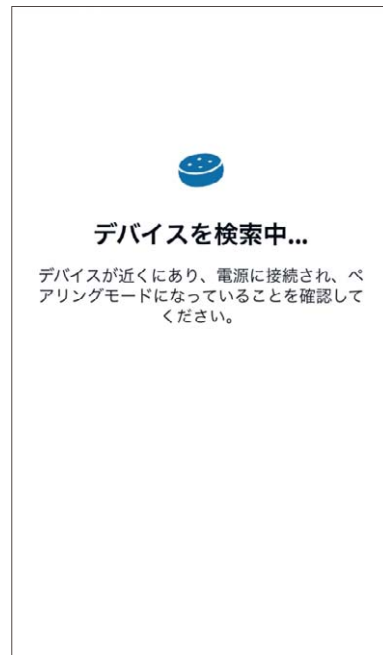 デバイスを検索中...
デバイスが近くにあり、電源に接続され、ペ
アリングモードになっていることを確認して
ください。